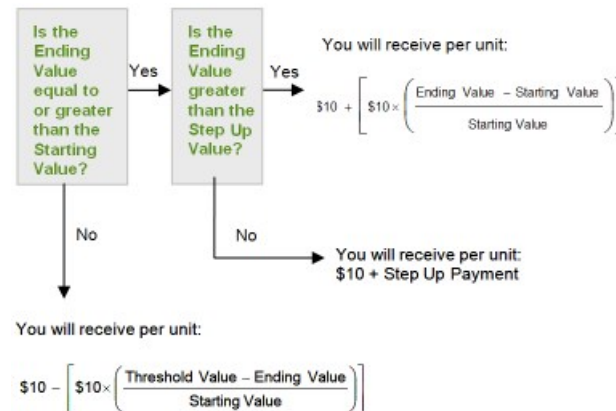 Is the
Ending
Value
equal to
or greater
than the
Starting
Value?
Yes
Is the
Ending
Value
greater
than the
Step Up
Value?
Yes
You will receive per unit:
$10 + [ $10 × ( Ending Value – Starting Value
Starting Value ) ]
No
No
You will receive per unit:
$10 + Step Up Payment
You will receive per unit:
$10 – [ $10 × ( Threshold Value – Ending Value
Starting Value ) ]